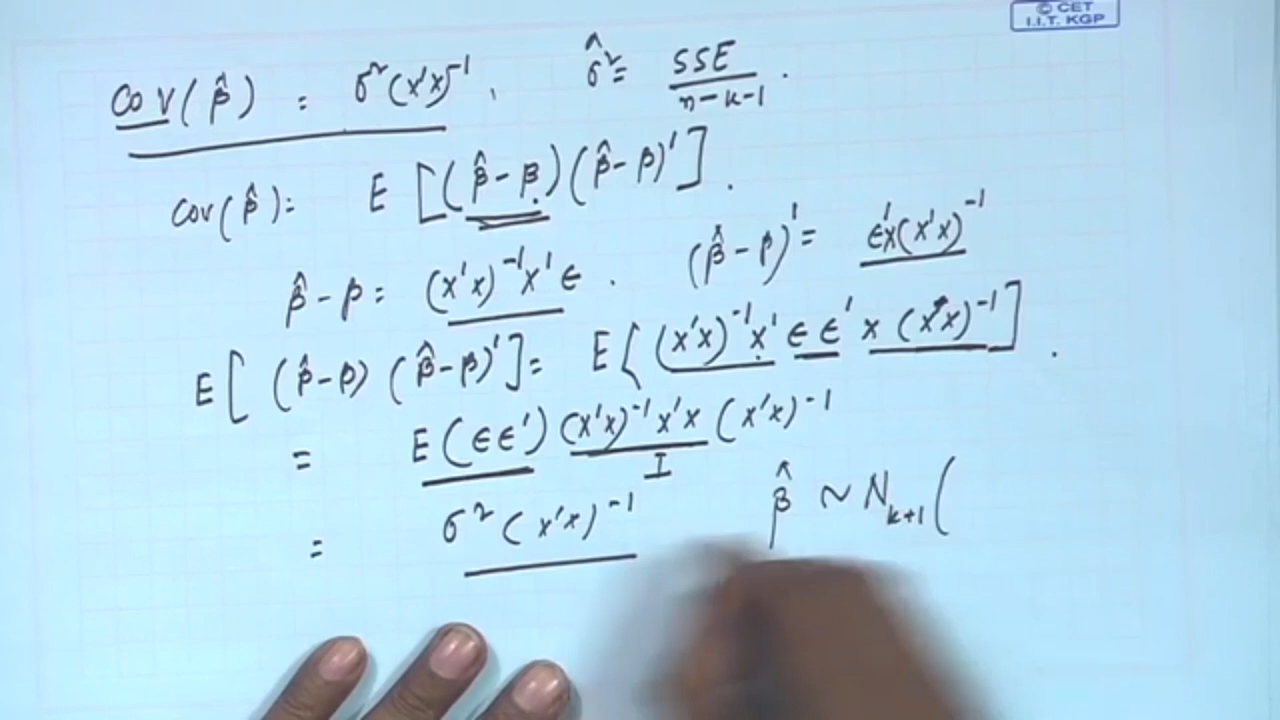 © CET
I.I.T. KGP
Cov(β̂) : σ²(x'x)⁻¹, σ̂² = SSE / n-k-1 .
Cov(β̂) = E [(β̂-β)(β̂-β)'] .
β̂-β = (x'x)⁻¹x'ε . (β̂-β)' = ε'x(x'x)⁻¹
E[(β̂-β)(β̂-β)'] = E[(x'x)⁻¹x'εε'x(x'x)⁻¹] .
= E(εε')(x'x)⁻¹x'x(x'x)⁻¹
I
= σ²(x'x)⁻¹ β̂ ~ N_{k+1}(